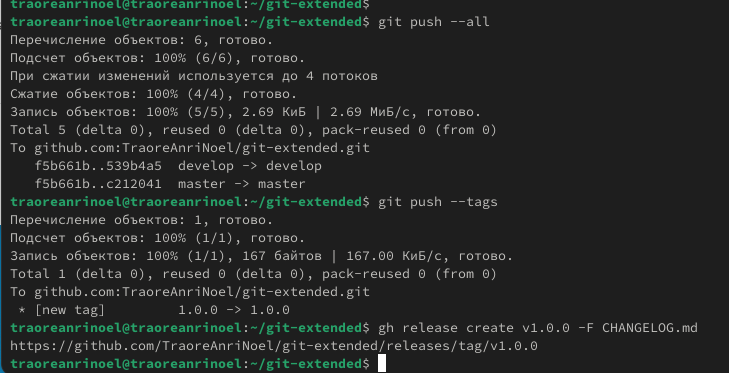 traoreanrinoel@traoreanrinoel:~/git-extended$
traoreanrinoel@traoreanrinoel:~/git-extended$ git push --all
Перечисление объектов: 6, готово.
Подсчет объектов: 100% (6/6), готово.
При сжатии изменений используется до 4 потоков
Сжатие объектов: 100% (4/4), готово.
Запись объектов: 100% (5/5), 2.69 КиБ | 2.69 МиБ/с, готово.
Total 5 (delta 0), reused 0 (delta 0), pack-reused 0 (from 0)
To github.com:TraoreAnriNoel/git-extended.git
   f5b661b..539b4a5  develop -> develop
   f5b661b..c212041  master -> master
traoreanrinoel@traoreanrinoel:~/git-extended$ git push --tags
Перечисление объектов: 1, готово.
Подсчет объектов: 100% (1/1), готово.
Запись объектов: 100% (1/1), 167 байтов | 167.00 КиБ/с, готово.
Total 1 (delta 0), reused 0 (delta 0), pack-reused 0 (from 0)
To github.com:TraoreAnriNoel/git-extended.git
 * [new tag]         1.0.0 -> 1.0.0
traoreanrinoel@traoreanrinoel:~/git-extended$ gh release create v1.0.0 -F CHANGELOG.md
https://github.com/TraoreAnriNoel/git-extended/releases/tag/v1.0.0
traoreanrinoel@traoreanrinoel:~/git-extended$